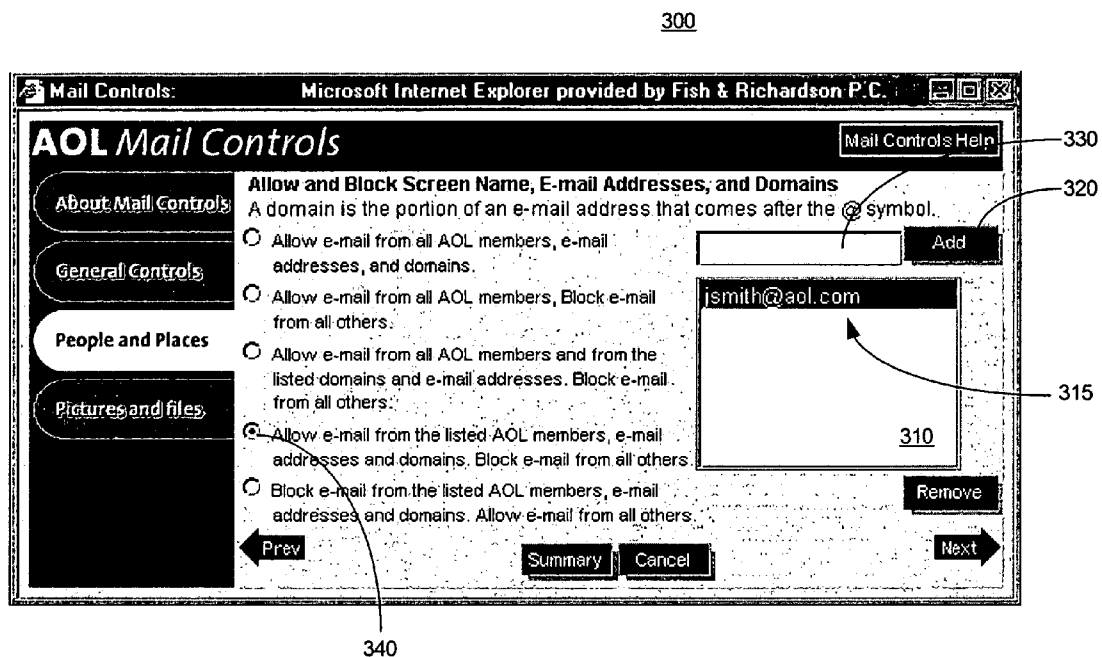 300
Mail Controls: Microsoft Internet Explorer provided by Fish & Richardson P.C.
AOL Mail Controls
Mail Controls Help
330
320
About Mail Controls
General Controls
People and Places
Pictures and files
Allow and Block Screen Name, E-mail Addresses, and Domains
A domain is the portion of an e-mail address that comes after the @ symbol.
Allow e-mail from all AOL members, e-mail
addresses, and domains.
Allow e-mail from all AOL members, Block e-mail
from all others.
Allow e-mail from all AOL members and from the
listed domains and e-mail addresses. Block e-mail
from all others.
Allow e-mail from the listed AOL members, e-mail
addresses and domains. Block e-mail from all others.
Block e-mail from the listed AOL members, e-mail
addresses and domains. Allow e-mail from all others.
Add
jsmith@aol.com
315
310
Remove
Prev
Summary
Cancel
Next
340